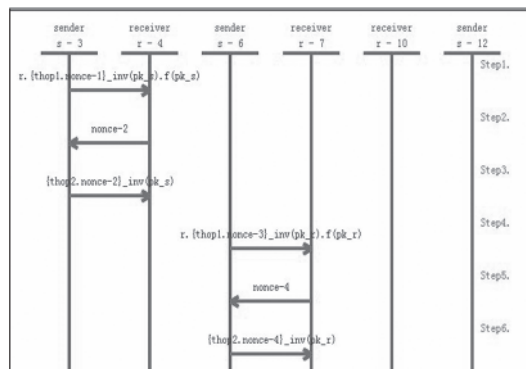 sender receiver sender receiver receiver sender
s - 3 r - 4 s - 6 r - 7 r - 10 s - 12
Step1.
r.{thop1.nonce-1}_inv(pk_s).f(pk_s)
Step2.
nonce-2
Step3.
{thop2.nonce-2}_inv(pk_s)
Step4.
r.{thop1.nonce-3}_inv(pk_r).f(pk_r)
Step5.
nonce-4
Step6.
{thop2.nonce-4}_inv(pk_r)